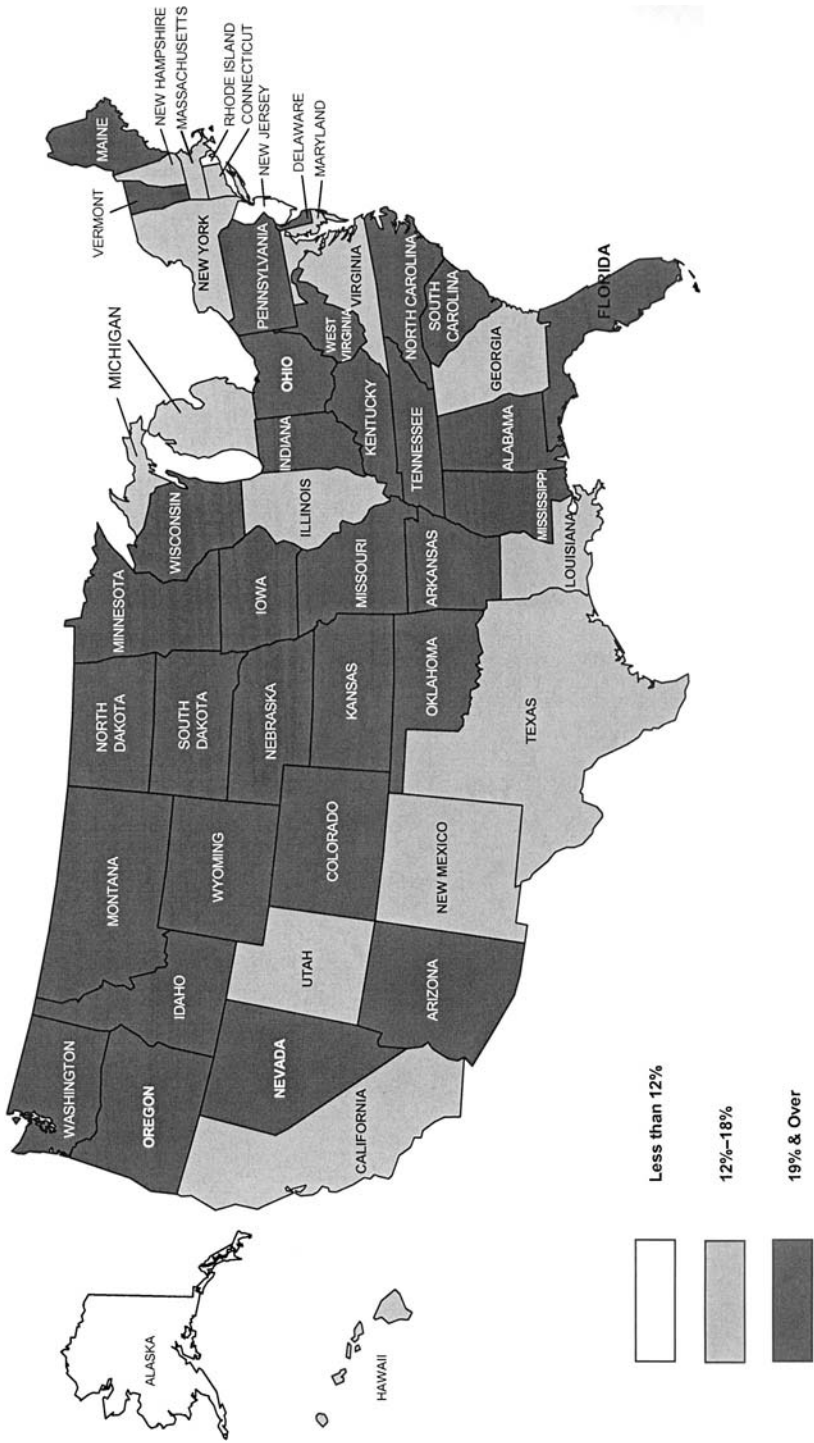 WASHINGTON
OREGON
CALIFORNIA
NEVADA
IDAHO
MONTANA
WYOMING
UTAH
ARIZONA
COLORADO
NEW MEXICO
NORTH
DAKOTA
SOUTH
DAKOTA
NEBRASKA
KANSAS
OKLAHOMA
TEXAS
MINNESOTA
IOWA
MISSOURI
ARKANSAS
LOUISIANA
WISCONSIN
ILLINOIS
MICHIGAN
INDIANA
OHIO
KENTUCKY
TENNESSEE
MISSISSIPPI
ALABAMA
GEORGIA
FLORIDA
SOUTH
CAROLINA
NORTH CAROLINA
VIRGINIA
WEST
VIRGINIA
PENNSYLVANIA
NEW YORK
VERMONT
MAINE
NEW HAMPSHIRE
MASSACHUSETTS
RHODE ISLAND
CONNECTICUT
NEW JERSEY
DELAWARE
MARYLAND
ALASKA
HAWAII
Less than 12%
12%–18%
19% & Over